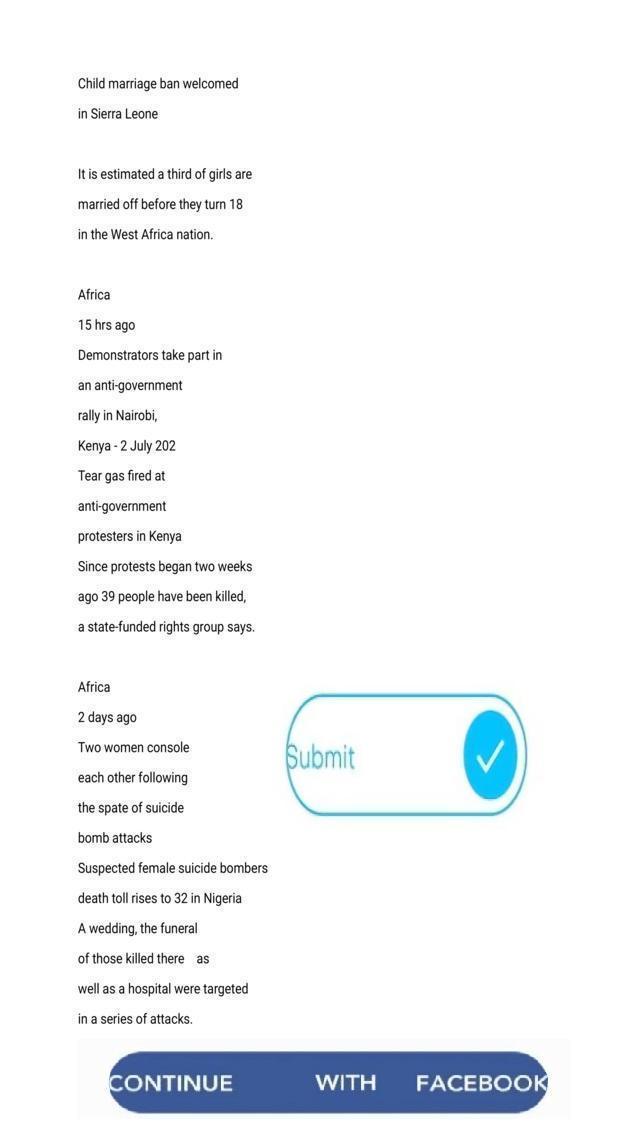 Child marriage ban welcomed
in Sierra Leone
It is estimated a third of girls are
married off before they turn 18
in the West Africa nation.
Africa
15 hrs ago
Demonstrators take part in
an anti-government
rally in Nairobi,
Kenya - 2 July 202
Tear gas fired at
anti-government
protesters in Kenya
Since protests began two weeks
ago 39 people have been killed,
a state-funded rights group says.
Africa
2 days ago
Two women console
each other following
the spate of suicide
bomb attacks
Suspected female suicide bombers
death toll rises to 32 in Nigeria
A wedding, the funeral
of those killed there as
well as a hospital were targeted
in a series of attacks.
Submit
CONTINUE WITH FACEBOOK